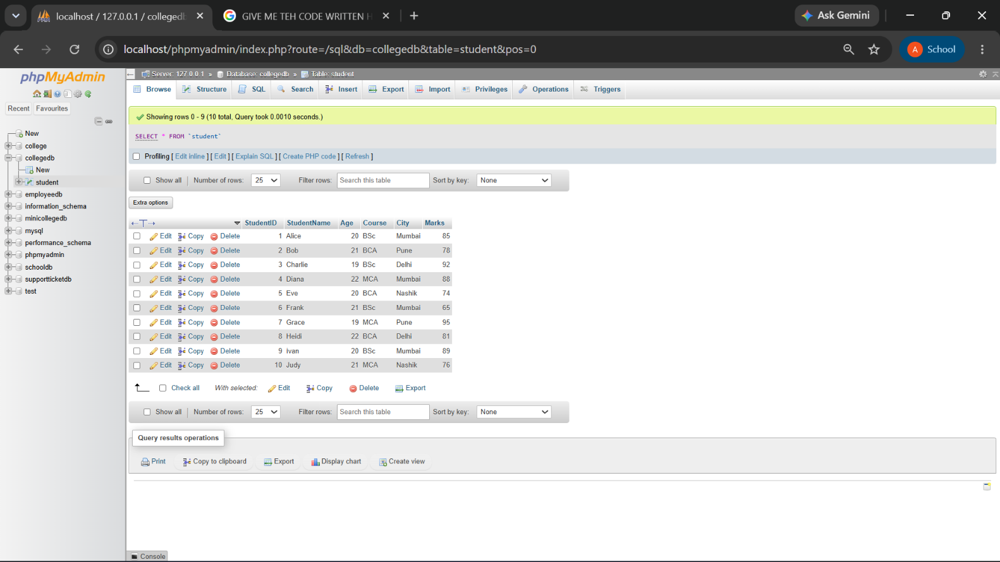 localhost / 127.0.0.1 / collegedb
GIVE ME TEH CODE WRITTEN H
Ask Gemini
localhost/phpmyadmin/index.php?route=/sql&db=collegedb&table=student&pos=0
A School
phpMyAdmin
Recent Favourites
New
college
collegedb
New
student
employeedb
information_schema
minicollegedb
mysql
performance_schema
phpmyadmin
schooldb
supportticketdb
test
Server: 127.0.0.1 » Database: collegedb » Table: student
Browse Structure SQL Search Insert Export Import Privileges Operations Triggers
Showing rows 0 - 9 (10 total, Query took 0.0010 seconds.)
SELECT * FROM `student`
Profiling [ Edit inline ] [ Edit ] [ Explain SQL ] [ Create PHP code ] [ Refresh ]
Show all | Number of rows: 25 Filter rows: Search this table Sort by key: None
Extra options
←T→ StudentID StudentName Age Course City Marks
Edit Copy Delete 1 Alice 20 BSc Mumbai 85
Edit Copy Delete 2 Bob 21 BCA Pune 78
Edit Copy Delete 3 Charlie 19 BSc Delhi 92
Edit Copy Delete 4 Diana 22 MCA Mumbai 88
Edit Copy Delete 5 Eve 20 BCA Nashik 74
Edit Copy Delete 6 Frank 21 BSc Mumbai 65
Edit Copy Delete 7 Grace 19 MCA Pune 95
Edit Copy Delete 8 Heidi 22 BCA Delhi 81
Edit Copy Delete 9 ivan 20 BSc Mumbai 89
Edit Copy Delete 10 Judy 21 MCA Nashik 76
Check all With selected: Edit Copy Delete Export
Show all | Number of rows: 25 Filter rows: Search this table Sort by key: None
Query results operations
Print Copy to clipboard Export Display chart Create view
Console